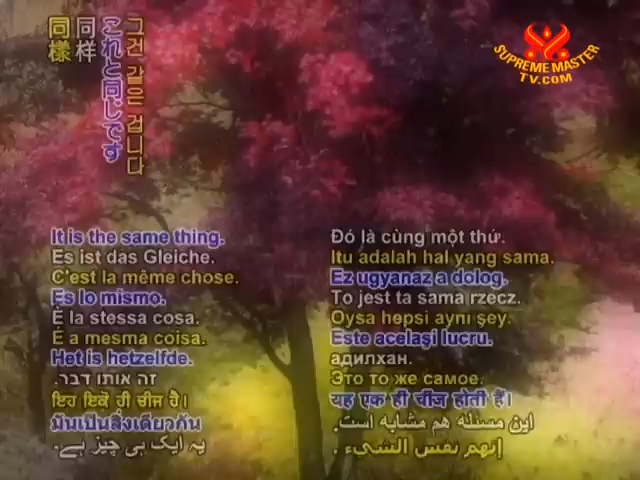 同樣
同样
これと同じです
그건 같은 겁니다
SUPREME MASTER
TV.COM
It is the same thing.
Es ist das Gleiche.
C'est la même chose.
Es lo mismo.
È la stessa cosa.
É a mesma coisa.
Het is hetzelfde.
זה אותו דבר.
ਇਹ ਇਕੋ ਹੀ ਚੀਜ ਹੈ।
มันเป็นสิ่งเดียวกัน
یہ ایک ہی چیز ہے.
Đó là cùng một thứ.
Itu adalah hal yang sama.
Ez ugyanaz a dolog.
To jest ta sama rzecz.
Oysa hepsi aynı şey.
Este acelaşi lucru.
адилхан.
Это то же самое.
यह एक ही चीज़ होती हैं।
این مسئله هم مشابه است.
إنهم نفس الشيء .